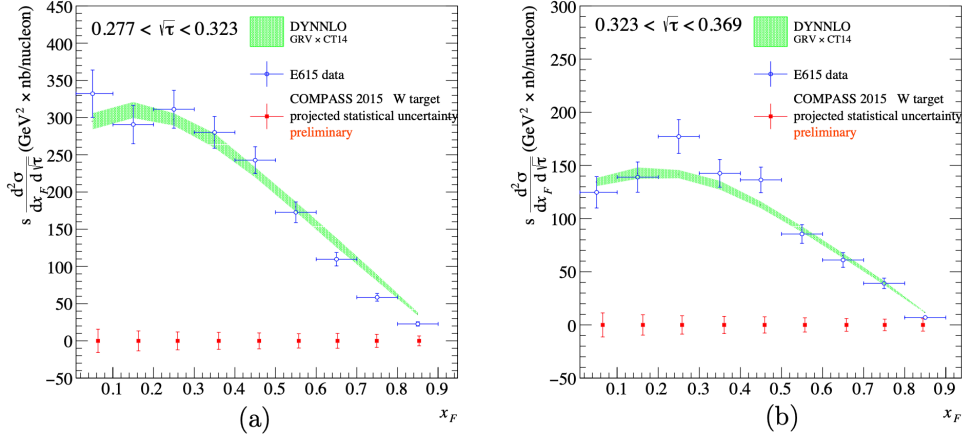 0.277 < √τ < 0.323
DYNNLO
GRV × CT14
E615 data
COMPASS 2015 W target
projected statistical uncertainty
preliminary
s d²σ/dx_F d√τ (GeV² × nb/nucleon)
450
400
350
300
250
200
150
100
50
0
−50
0.1 0.2 0.3 0.4 0.5 0.6 0.7 0.8 0.9
x_F
(a)
0.323 < √τ < 0.369
DYNNLO
GRV × CT14
E615 data
COMPASS 2015 W target
projected statistical uncertainty
preliminary
s d²σ/dx_F d√τ (GeV² × nb/nucleon)
300
250
200
150
100
50
0
−50
0.1 0.2 0.3 0.4 0.5 0.6 0.7 0.8 0.9
x_F
(b)